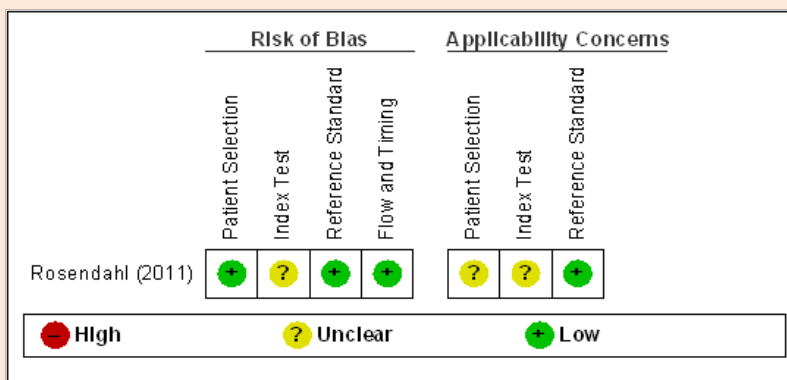 Risk of Bias
Applicability Concerns
Patient Selection
Index Test
Reference Standard
Flow and Timing
Patient Selection
Index Test
Reference Standard
Rosendahl (2011)
+
?
+
+
?
?
+
– High
? Unclear
+ Low